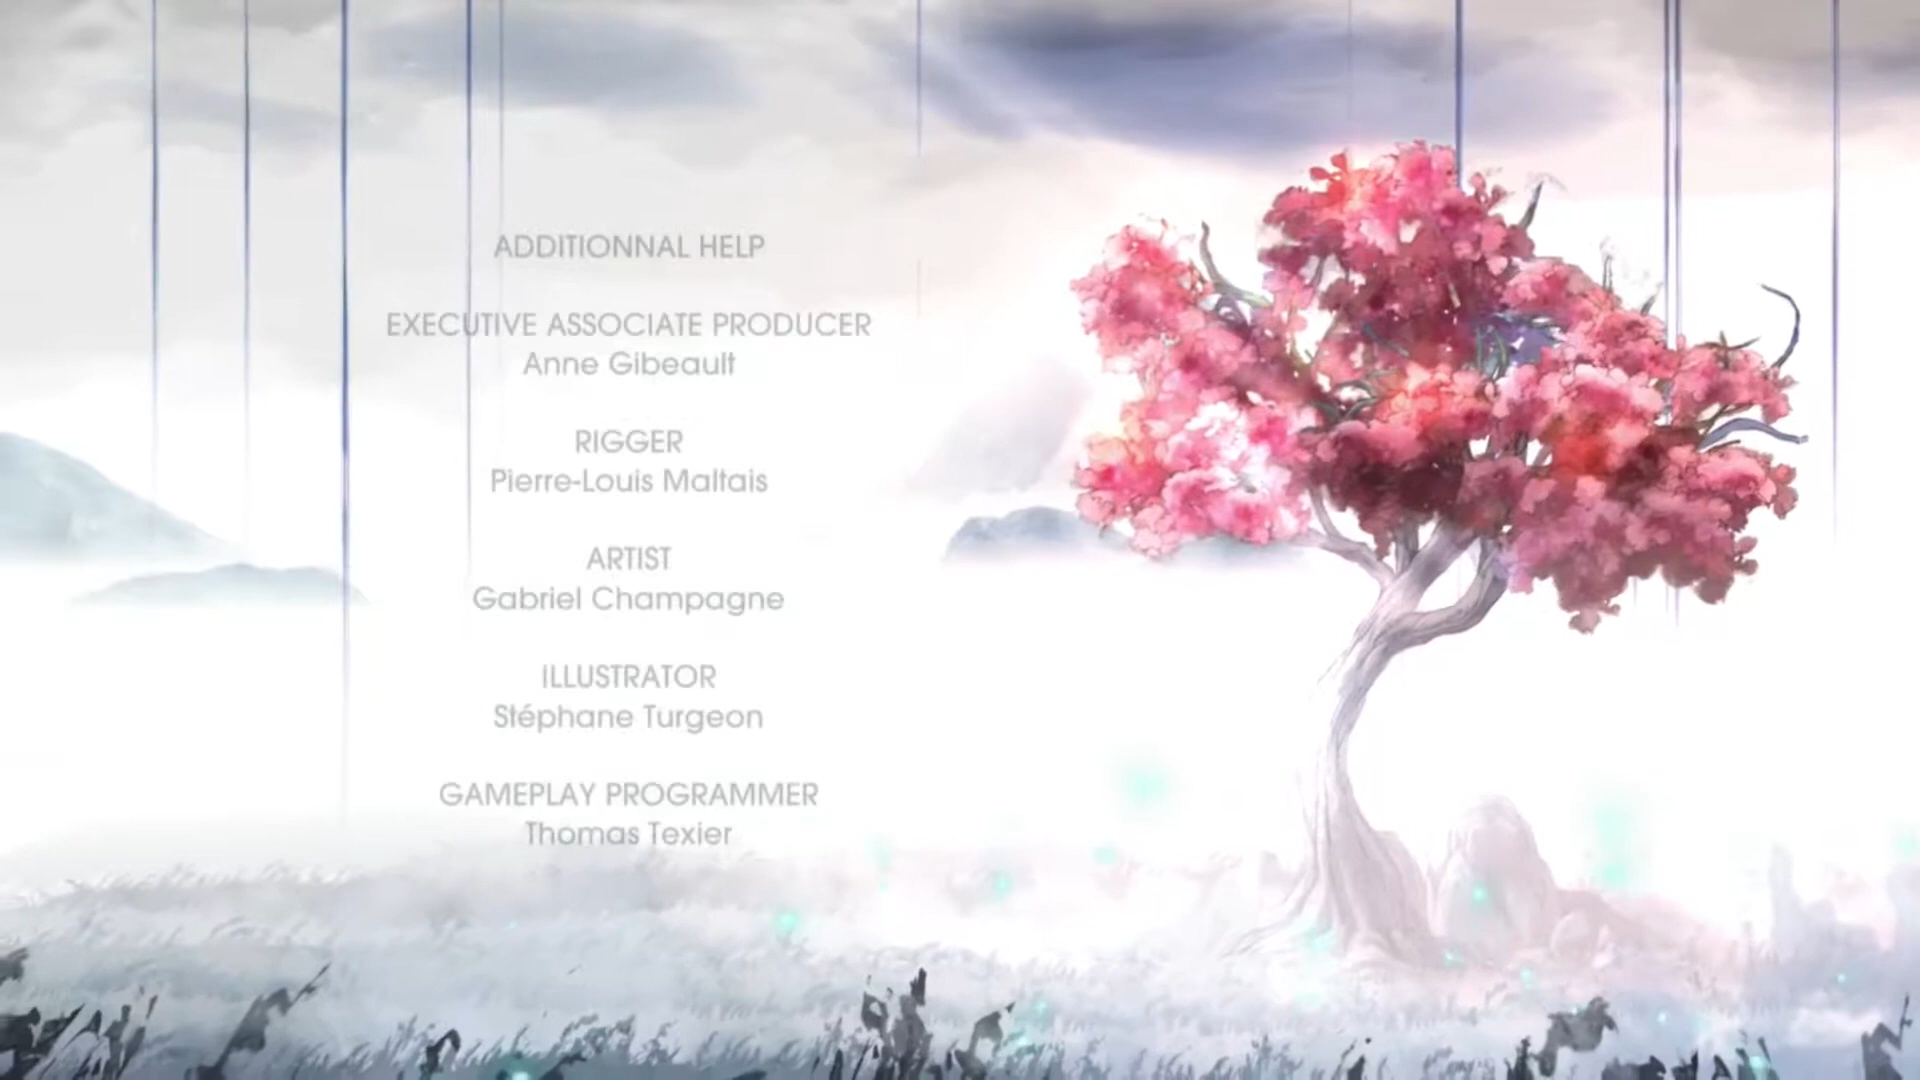 ADDITIONNAL HELP
EXECUTIVE ASSOCIATE PRODUCER
Anne Gibeault
RIGGER
Pierre-Louis Maltais
ARTIST
Gabriel Champagne
ILLUSTRATOR
Stéphane Turgeon
GAMEPLAY PROGRAMMER
Thomas Texier